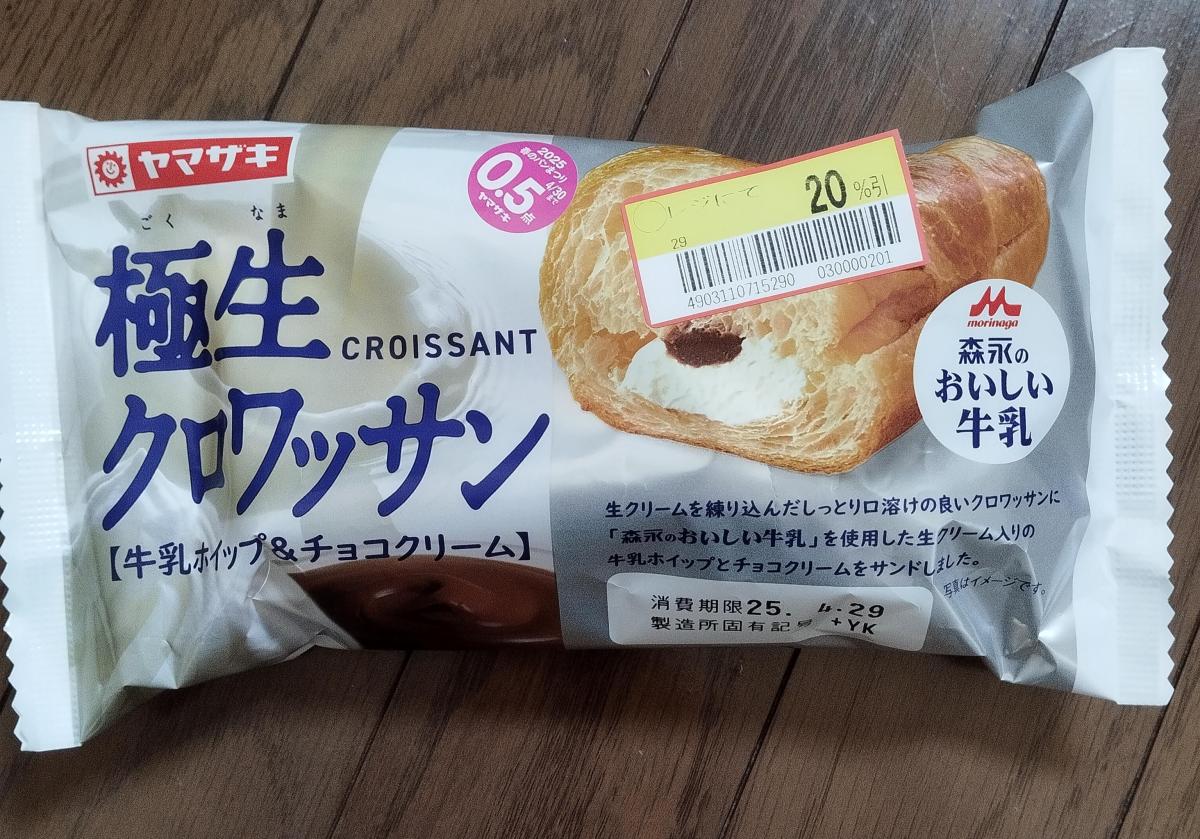 ヤマザキ
ごく なま
極生
CROISSANT
クロワッサン
【牛乳ホイップ&チョコクリーム】
2025
春のパンまつり
4/30まで
0.5点
ヤマザキ
レジにて 20%引
29
4903110715290 030000201
morinaga
森永の
おいしい
牛乳
生クリームを練り込んだしっとり口溶けの良いクロワッサンに
「森永のおいしい牛乳」を使用した生クリーム入りの
牛乳ホイップとチョコクリームをサンドしました。
写真はイメージです。
消費期限25. 4.29
製造所固有記号 +YK